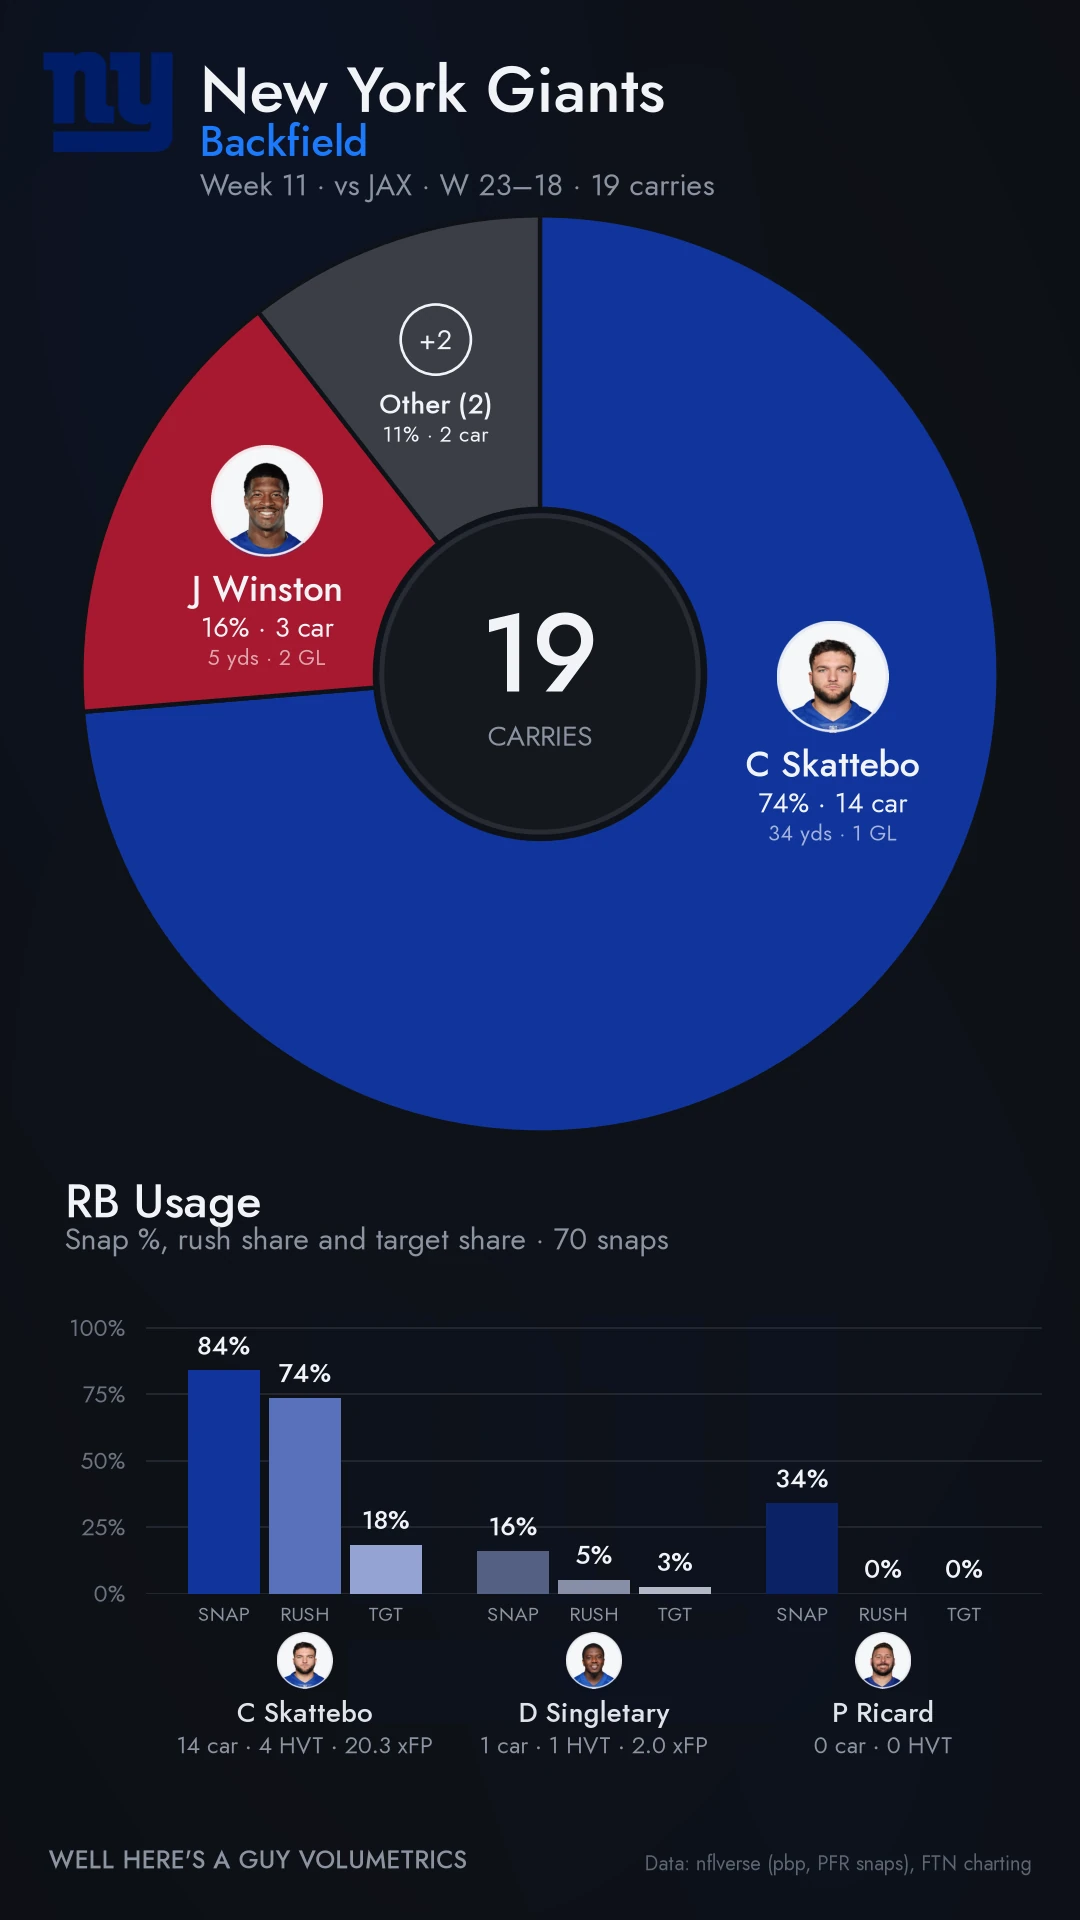 ny
New York Giants
Backfield
Week 11 · vs JAX · W 23–18 · 19 carries
+2
Other (2)
11% · 2 car
J Winston
16% · 3 car
5 yds · 2 GL
19
CARRIES
C Skattebo
74% · 14 car
34 yds · 1 GL
RB Usage
Snap %, rush share and target share · 70 snaps
100%
75%
50%
25%
0%
84% 74% 18% 16% 5% 3% 34% 0% 0%
SNAP RUSH TGT SNAP RUSH TGT SNAP RUSH TGT
C Skattebo D Singletary P Ricard
14 car · 4 HVT · 20.3 xFP 1 car · 1 HVT · 2.0 xFP 0 car · 0 HVT
WELL HERE'S A GUY VOLUMETRICS
Data: nflverse (pbp, PFR snaps), FTN charting